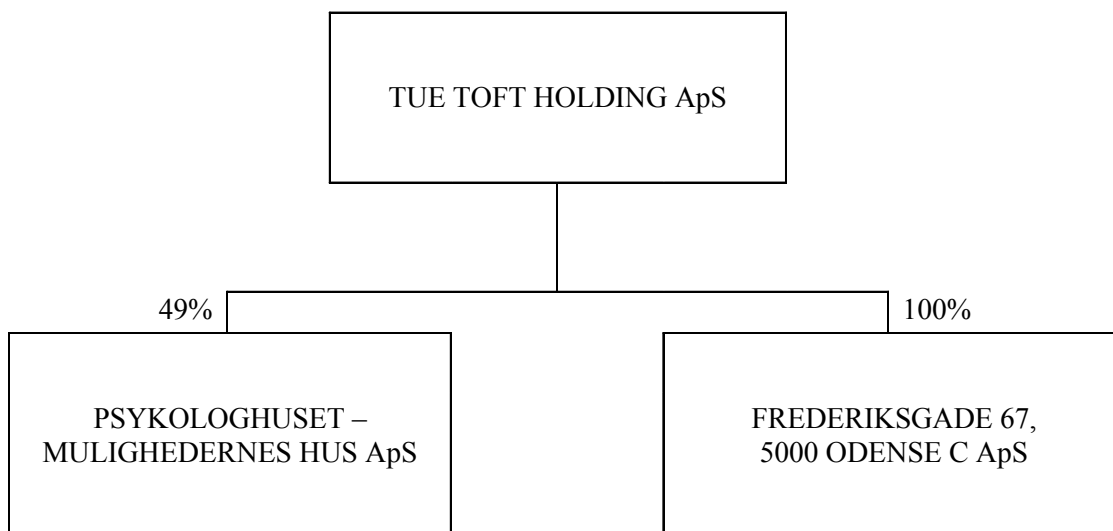 TUE TOFT HOLDING ApS
49%
100%
PSYKOLOGHUSET –
MULIGHEDERNES HUS ApS
FREDERIKSGADE 67,
5000 ODENSE C ApS